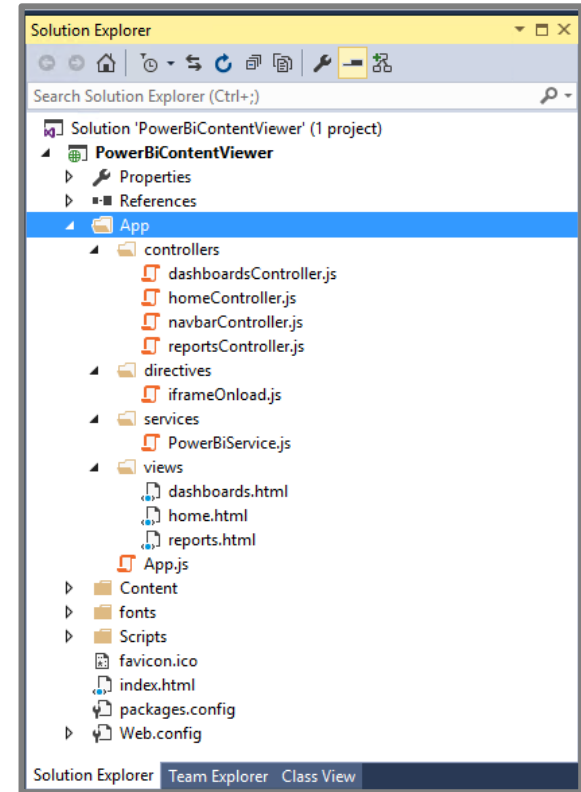 Solution Explorer
Search Solution Explorer (Ctrl+;)
Solution 'PowerBiContentViewer' (1 project)
PowerBiContentViewer
Properties
References
App
controllers
dashboardsController.js
homeController.js
navbarController.js
reportsController.js
directives
iframeOnload.js
services
PowerBiService.js
views
dashboards.html
home.html
reports.html
App.js
Content
fonts
Scripts
favicon.ico
index.html
packages.config
Web.config
Solution Explorer Team Explorer Class View